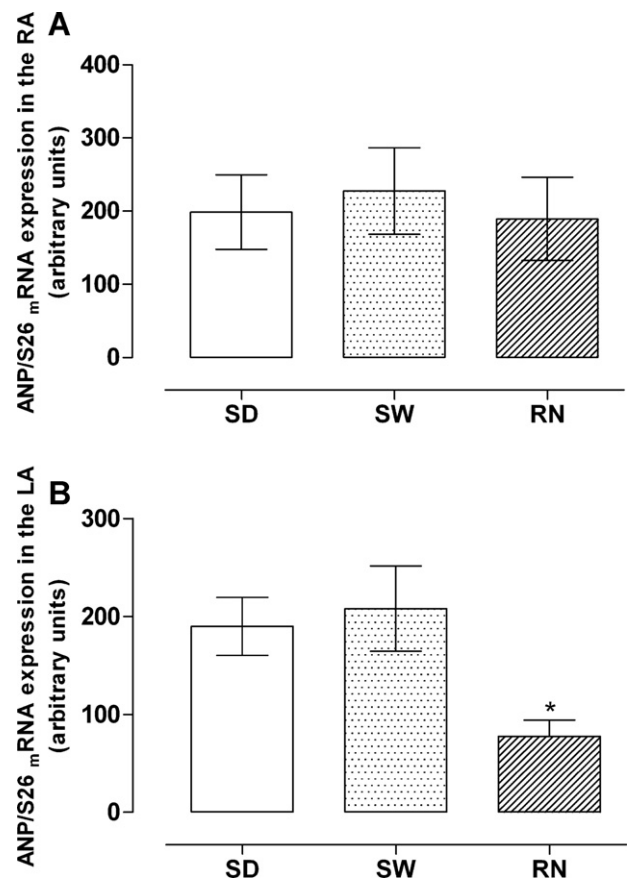 A
ANP/S26 mRNA expression in the RA
(arbitrary units)
400
300
200
100
0
SD SW RN
B
ANP/S26 mRNA expression in the LA
(arbitrary units)
300
200
100
0
*
SD SW RN